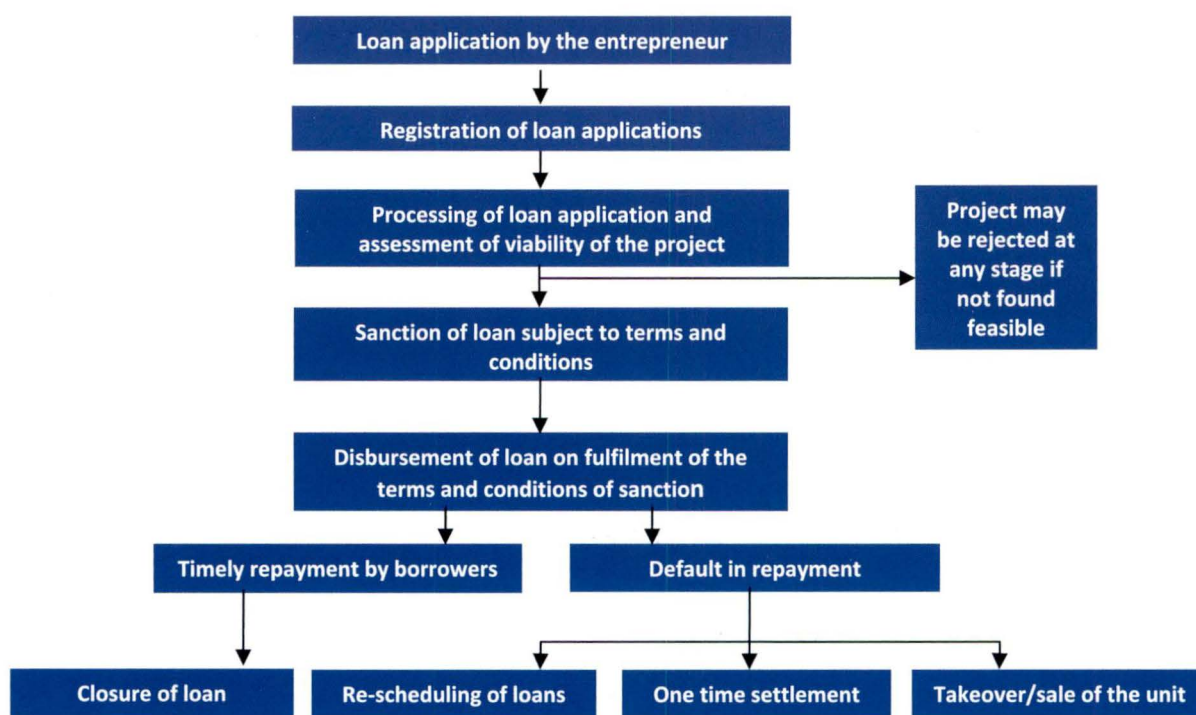 Loan application by the entrepreneur
Registration of loan applications
Processing of loan application and
assessment of viability of the project
Project may
be rejected at
any stage if
not found
feasible
Sanction of loan subject to terms and
conditions
Disbursement of loan on fulfilment of the
terms and conditions of sanction
Timely repayment by borrowers
Default in repayment
Closure of loan
Re-scheduling of loans
One time settlement
Takeover/sale of the unit